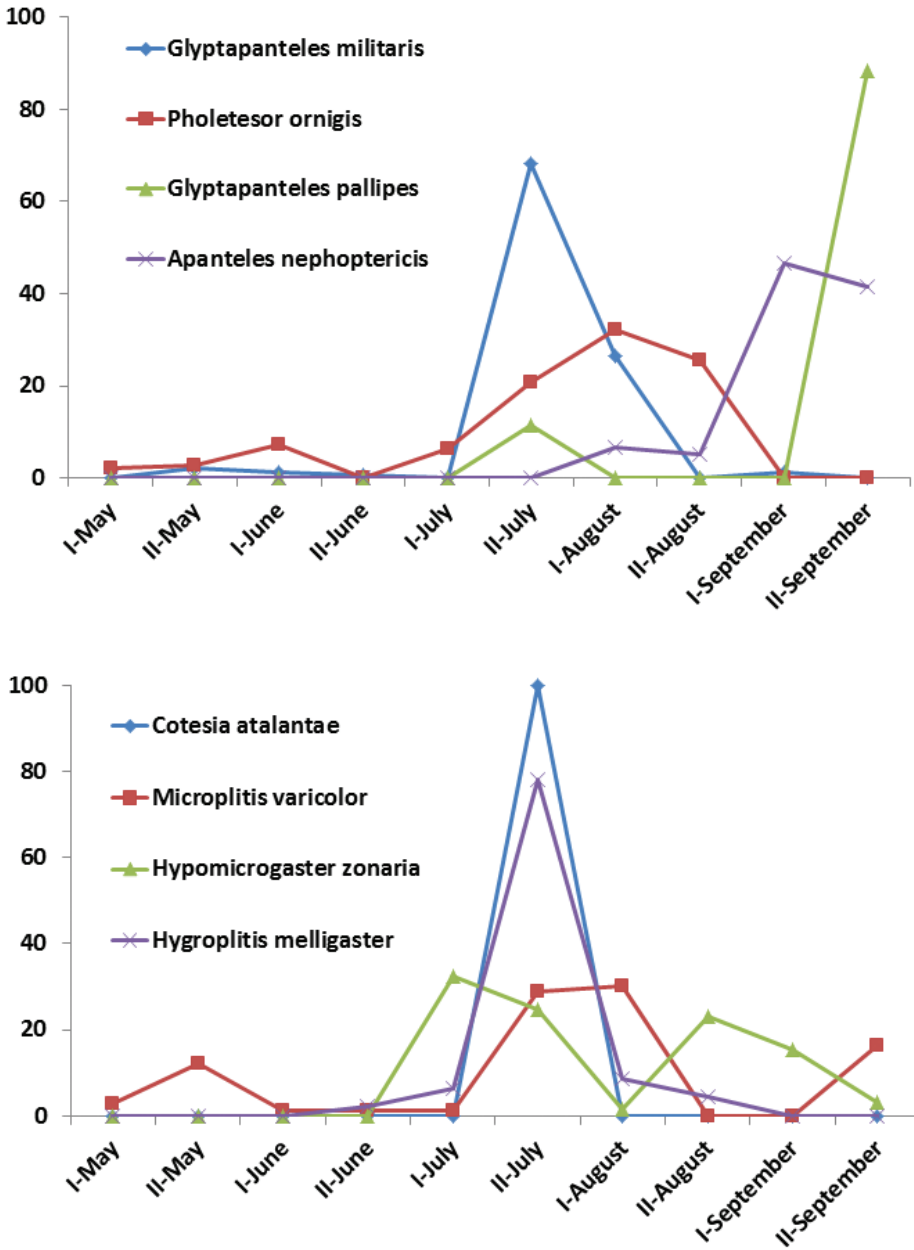 100
80
60
40
20
0
Glyptapanteles militaris
Pholetesor ornigis
Glyptapanteles pallipes
Apanteles nephoptericis
I-May
II-May
I-June
II-June
I-July
II-July
I-August
II-August
I-September
II-September
100
80
60
40
20
0
Cotesia atalantae
Microplitis varicolor
Hypomicrogaster zonaria
Hygroplitis melligaster
I-May
II-May
I-June
II-June
I-July
II-July
I-August
II-August
I-September
II-September